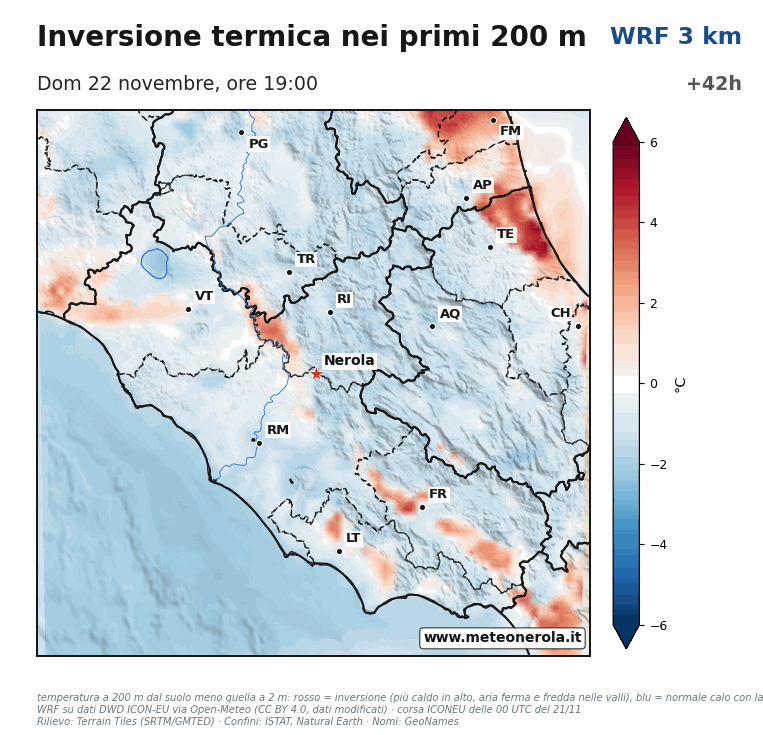 Inversione termica nei primi 200 m
WRF 3 km
Dom 22 novembre, ore 19:00
+42h
FM
PG
AP
TE
TR
VT
RI
AQ
CH
Nerola
RM
FR
LT
6
4
2
0
−2
−4
−6
°C
www.meteonerola.it
temperatura a 200 m dal suolo meno quella a 2 m: rosso = inversione (più caldo in alto, aria ferma e fredda nelle valli), blu = normale calo con la
WRF su dati DWD ICON-EU via Open-Meteo (CC BY 4.0, dati modificati) · corsa ICONEU delle 00 UTC del 21/11
Rilievo: Terrain Tiles (SRTM/GMTED) · Confini: ISTAT, Natural Earth · Nomi: GeoNames